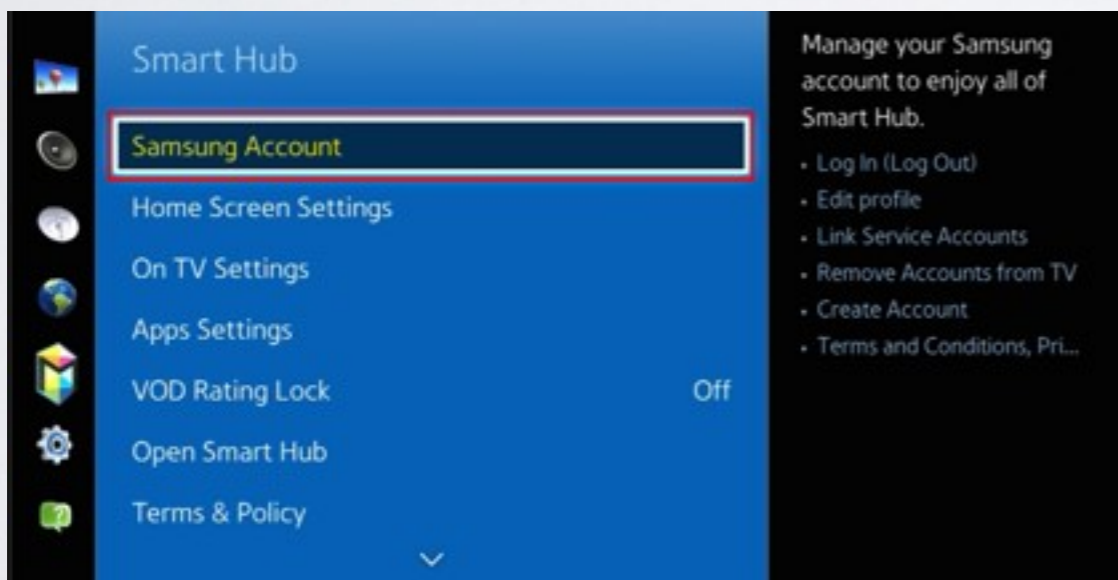 Smart Hub
Samsung Account
Home Screen Settings
On TV Settings
Apps Settings
VOD Rating Lock Off
Open Smart Hub
Terms & Policy
Manage your Samsung
account to enjoy all of
Smart Hub.
• Log In (Log Out)
• Edit profile
• Link Service Accounts
• Remove Accounts from TV
• Create Account
• Terms and Conditions, Pri...